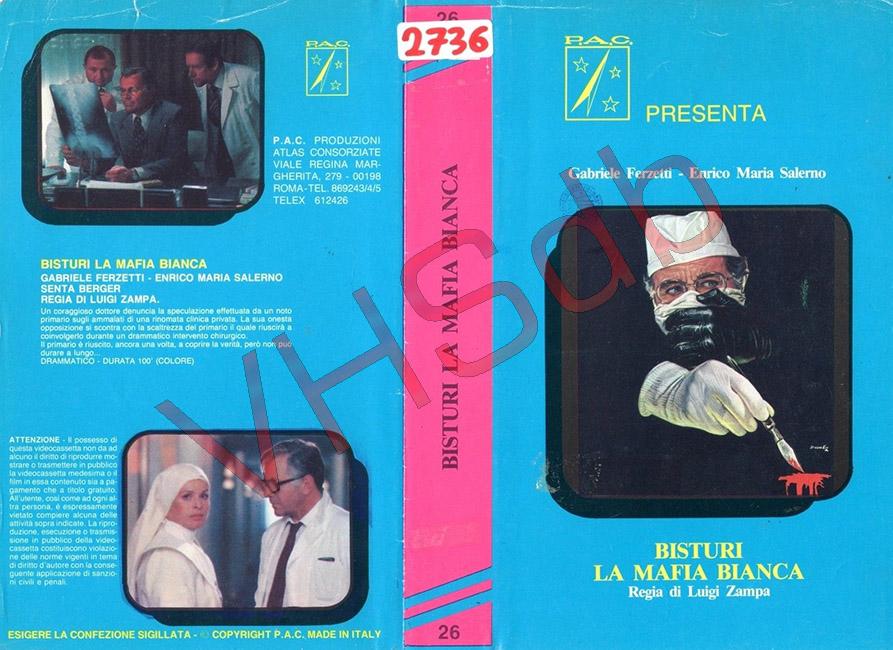 P.A.C.
P.A.C. PRODUZIONI
ATLAS CONSORZIATE
VIALE REGINA MAR-
GHERITA, 279 - 00198
ROMA-TEL. 869243/4/5
TELEX 612426
BISTURI LA MAFIA BIANCA
GABRIELE FERZETTI - ENRICO MARIA SALERNO
SENTA BERGER
REGIA DI LUIGI ZAMPA.
Un coraggioso dottore denuncia la speculazione effettuata da un noto
primario sugli ammalati di una rinomata clinica privata. La sua onesta
opposizione si scontra con la scaltrezza del primario il quale riuscirà a
coinvolgerlo durante un drammatico intervento chirurgico.
Il primario è riuscito, ancora una volta, a coprire la verità, però non può
durare a lungo...
DRAMMATICO - DURATA 100' (COLORE)
ATTENZIONE - Il possesso di
questa videocassetta non da ad
alcuno il diritto di riprodurre mo-
strare o trasmettere in pubblico
la videocassetta medesima o il
film in essa contenuto sia a pa-
gamento che a titolo gratuito.
All'utente, così come ad ogni al-
tra persona, è espressamente
vietato compiere alcuna delle
attività sopra indicate. La ripro-
duzione, esecuzione o trasmis-
sione in pubblico della video-
cassetta costituiscono violazio-
ne delle norme vigenti in tema
di diritto d'autore con la conse-
guente applicazione di sanzio-
ni civili e penali.
ESIGERE LA CONFEZIONE SIGILLATA - © COPYRIGHT P.A.C. MADE IN ITALY
26
2736
BISTURI LA MAFIA BIANCA
26
P.A.C.
PRESENTA
Gabriele Ferzetti - Enrico Maria Salerno
BISTURI
LA MAFIA BIANCA
Regia di Luigi Zampa
VHSdb